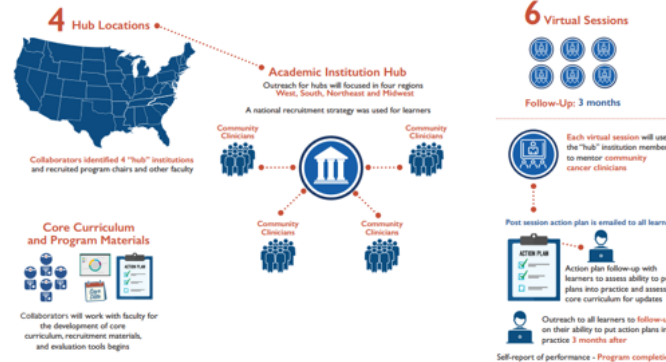 4 Hub Locations
Collaborators identified 4 "hub" institutions
and recruited program chairs and other faculty
Academic Institution Hub
Outreach for hubs will focused in four regions
West, South, Northeast and Midwest
A national recruitment strategy was used for learners
Community
Clinicians
Community
Clinicians
Community
Clinicians
Community
Clinicians
Core Curriculum
and Program Materials
ACTION PLAN
Collaborators will work with faculty for
the development of core
curriculum, recruitment materials,
and evaluation tools begins
6 Virtual Sessions
Follow-Up: 3 months
Each virtual session will use
the "hub" institution member
to mentor community
cancer clinicians
Post session action plan is emailed to all learn
ACTION PLAN
Action plan follow-up with
learners to assess ability to pu
plans into practice and assess
core curriculum for updates
Outreach to all learners to follow-u
on their ability to put action plans in
practice 3 months after
Self-report of performance - Program completio